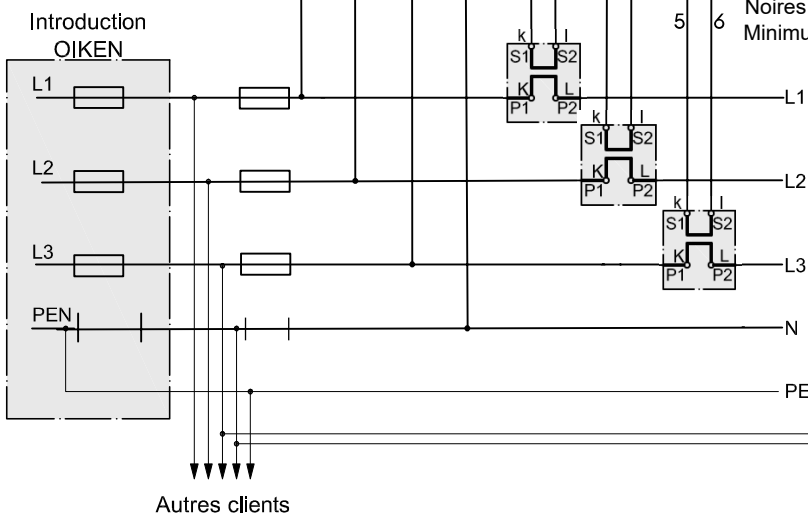 Introduction
OIKEN
Noires
5 6
Minimu
k l
S1 S2
L1
K L
P1 P2
L1
k l
S1 S2
L2
K L
P1 P2
L2
k l
S1 S2
L3
K L
P1 P2
L3
PEN
N
PE
Autres clients